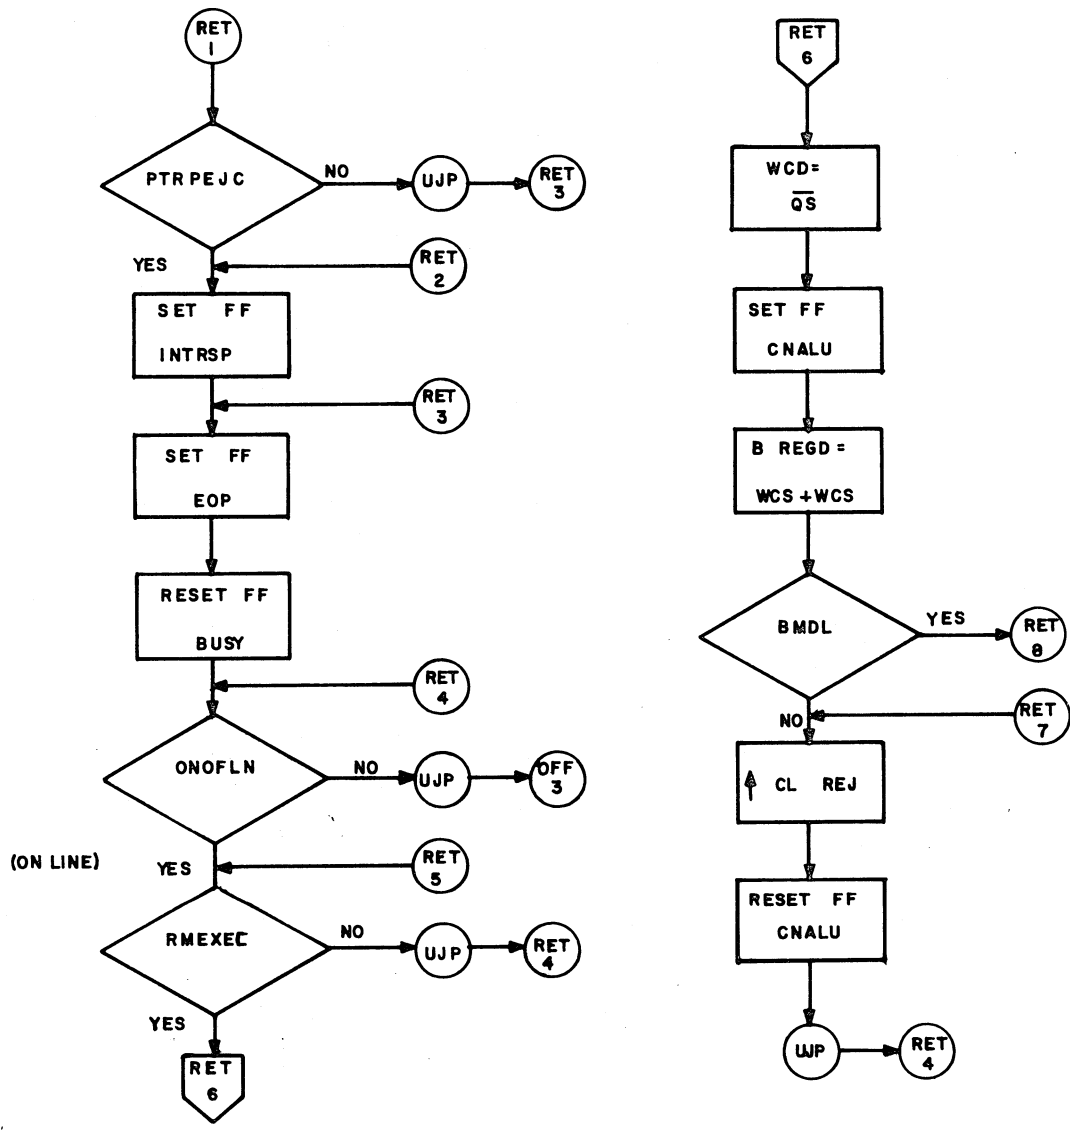 RET
1
PTRPEJC
NO
UJP
RET
3
YES
RET
2
SET FF
INTRSP
RET
3
SET FF
EOP
RESET FF
BUSY
RET
4
ONOFLN
NO
UJP
OFF
3
(ON LINE)
YES
RET
5
RMEXEC
NO
UJP
RET
4
YES
RET
6
RET
6
WCD=
Q̅S̅
SET FF
CNALU
B REGD=
WCS+WCS
BMDL
YES
RET
8
NO
RET
7
↑ CL REJ
RESET FF
CNALU
UJP
RET
4